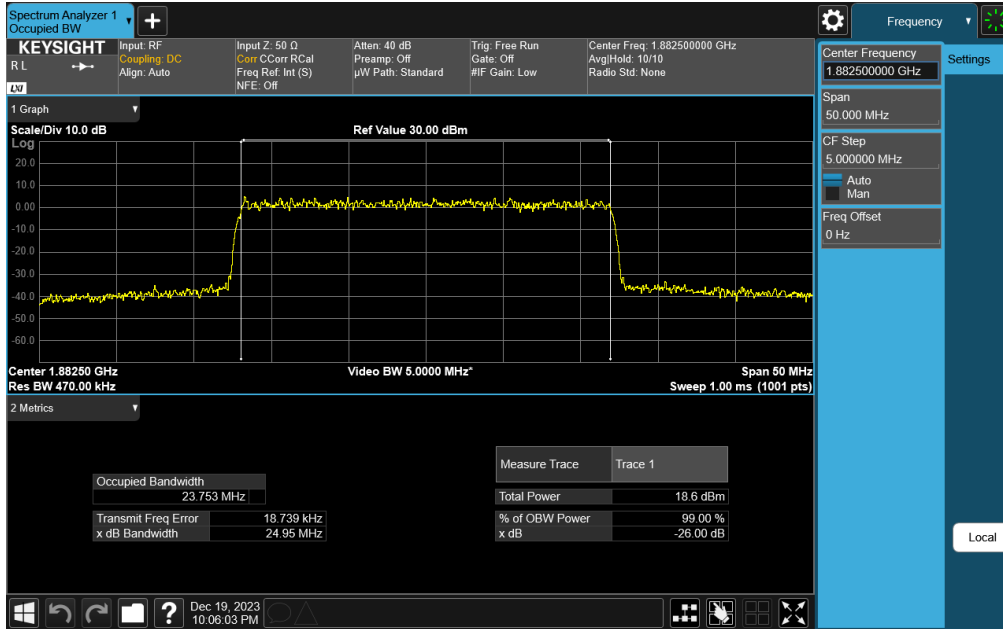 Spectrum Analyzer 1
Occupied BW
+
Frequency
KEYSIGHT
R L
LXI
Input: RF
Coupling: DC
Align: Auto
Input Z: 50 Ω
Corr CCorr RCal
Freq Ref: Int (S)
NFE: Off
Atten: 40 dB
Preamp: Off
µW Path: Standard
Trig: Free Run
Gate: Off
#IF Gain: Low
Center Freq: 1.882500000 GHz
Avg|Hold: 10/10
Radio Std: None
Center Frequency
1.882500000 GHz
Settings
Span
50.000 MHz
CF Step
5.000000 MHz
Auto
Man
Freq Offset
0 Hz
Local
1 Graph
Scale/Div 10.0 dB
Ref Value 30.00 dBm
Log
20.0
10.0
0.00
-10.0
-20.0
-30.0
-40.0
-50.0
-60.0
Center 1.88250 GHz
Video BW 5.0000 MHz*
Span 50 MHz
Res BW 470.00 kHz
Sweep 1.00 ms (1001 pts)
2 Metrics
Occupied Bandwidth
23.753 MHz
Transmit Freq Error 18.739 kHz
x dB Bandwidth 24.95 MHz
Measure Trace Trace 1
Total Power 18.6 dBm
% of OBW Power 99.00 %
x dB -26.00 dB
?
Dec 19, 2023
10:06:03 PM